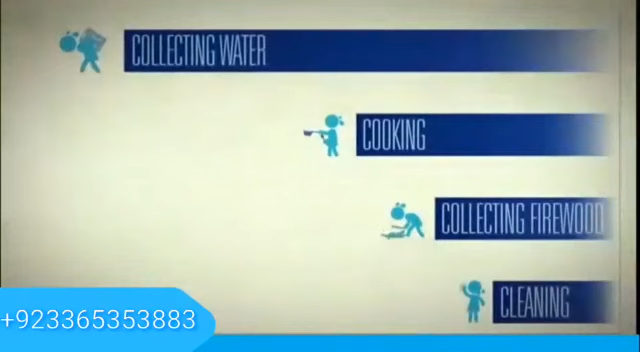 COLLECTING WATER
COOKING
COLLECTING FIREWOOD
CLEANING
+923365353883